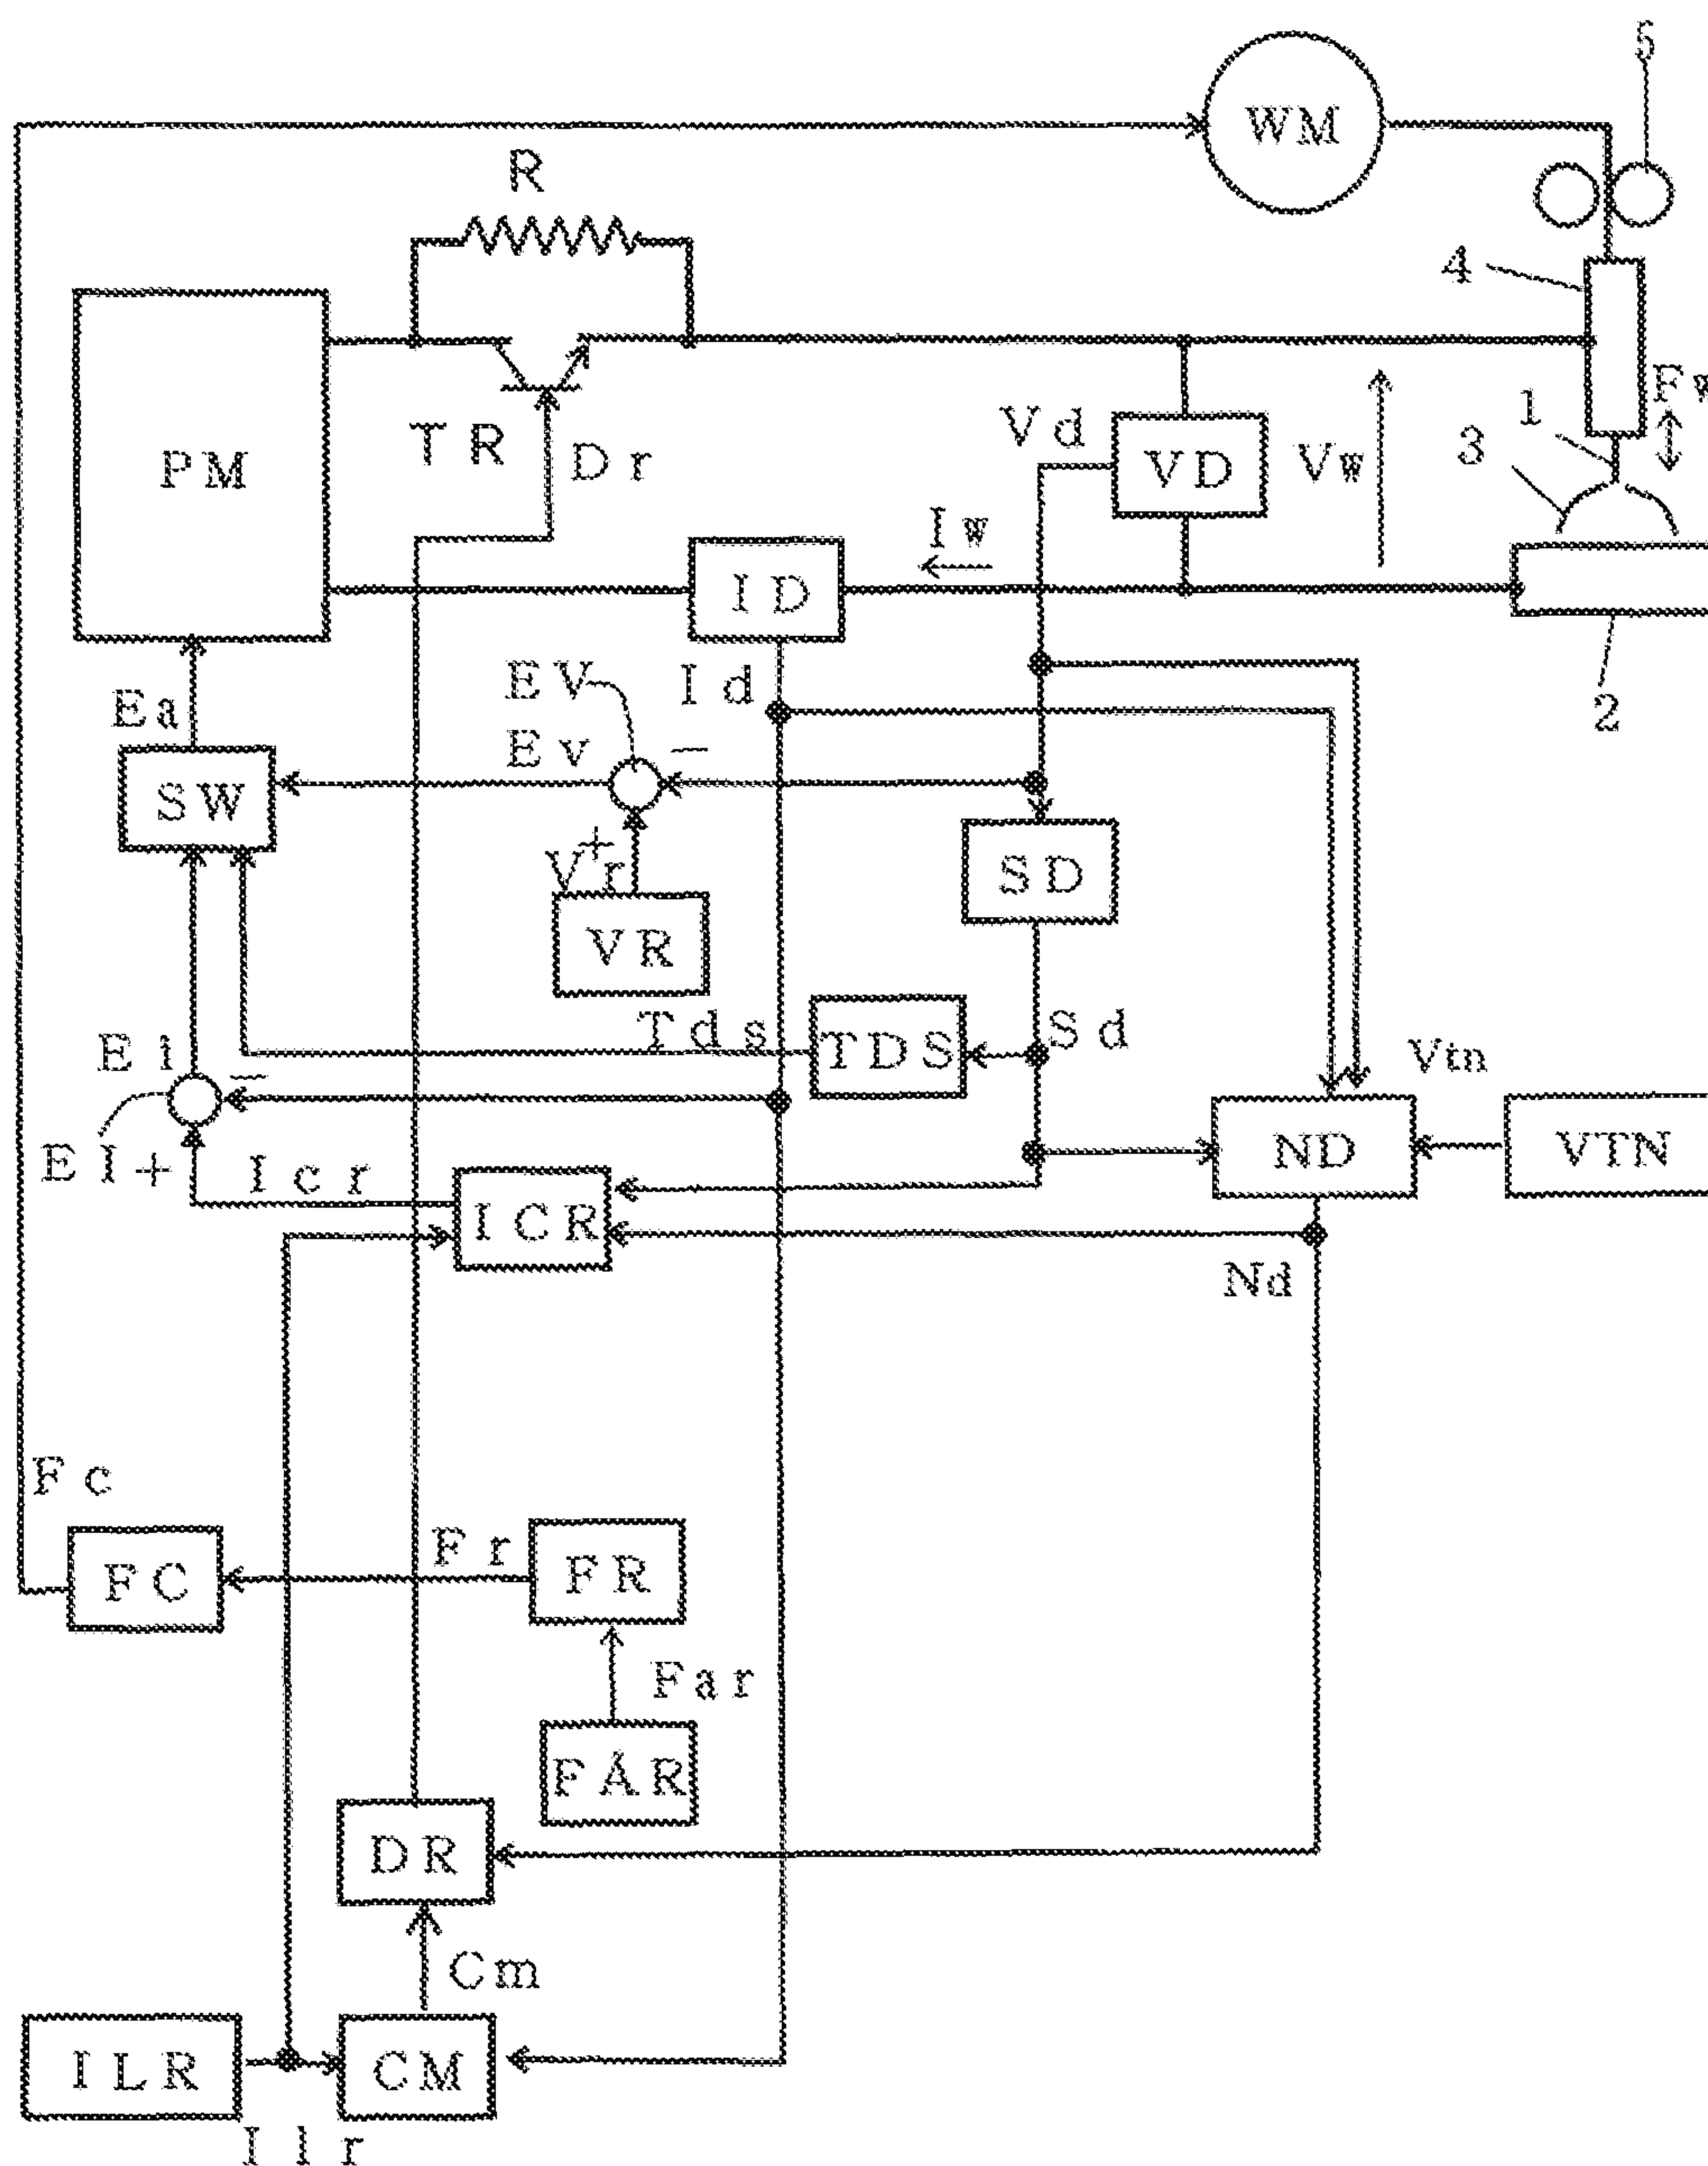 5
WM
R
4
Fw
1
3
Vd
VD
Vw
TR
Dr
PM
Iw
ID
2
EV
Id
Ea
Ev
−
SW
+
Vr
SD
VR
Tds
Sd
Ei
−
TDS
Vtn
EI
+
Icr
ICR
ND
VTN
Nd
Fc
Fr
FR
FC
Far
FAR
DR
Cm
ILR
CM
Ilr